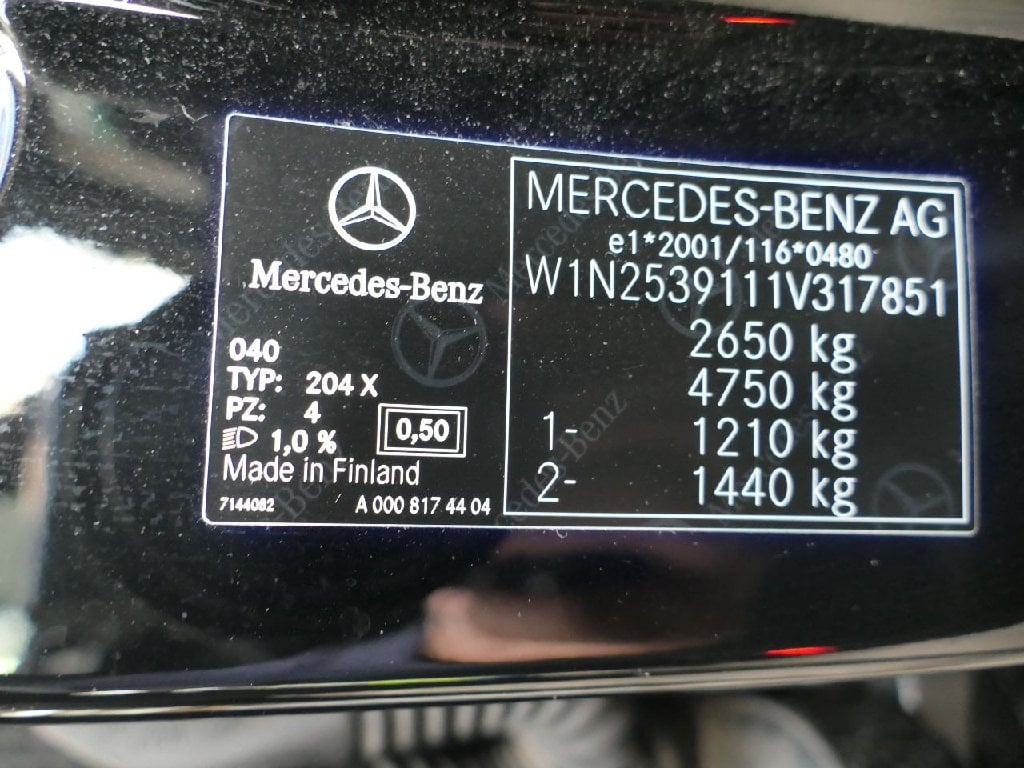 Mercedes-Benz
040
TYP: 204 X
PZ: 4
1,0 %
0,50
Made in Finland
7144082
A 000 817 44 04
MERCEDES-BENZ AG
e1*2001/116*0480
W1N2539111V317851
2650 kg
4750 kg
1- 1210 kg
2- 1440 kg